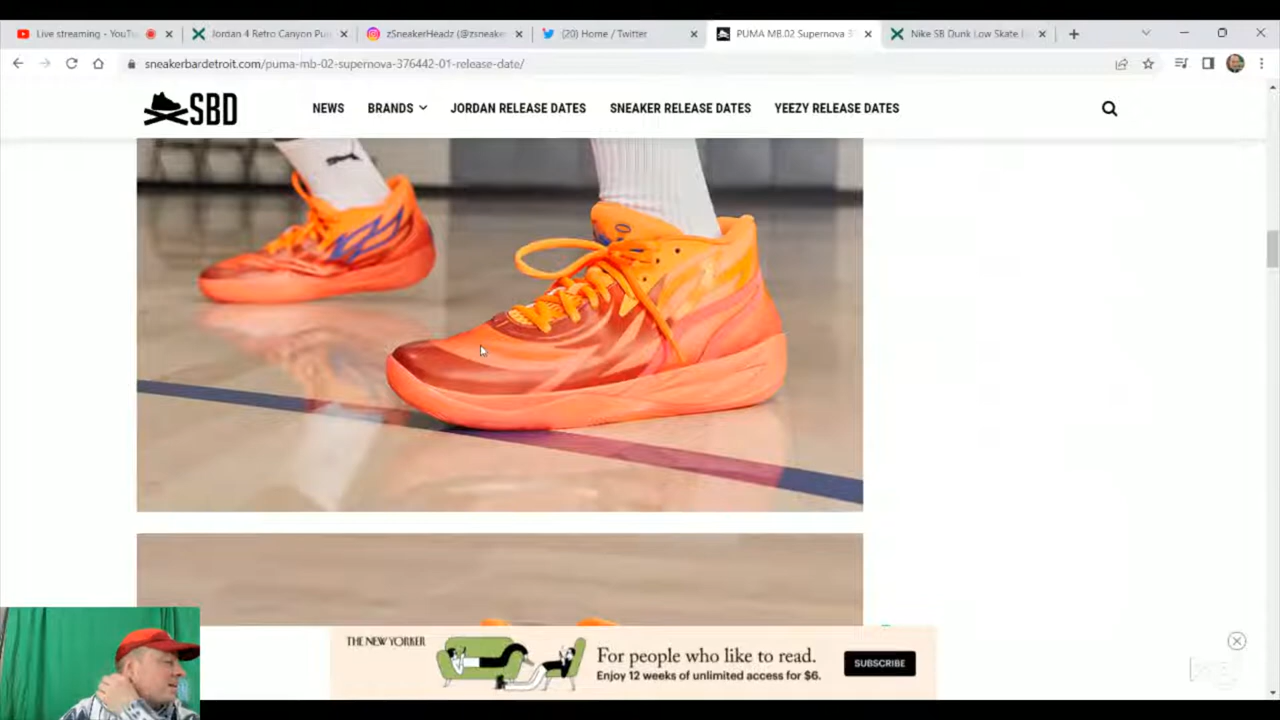 Live streaming - YouTu
Jordan 4 Retro Canyon Pu
zSneakerHeadz (@zsneake
(20) Home / Twitter
PUMA MB.02 Supernova 3
Nike SB Dunk Low Skate I
sneakerbardetroit.com/puma-mb-02-supernova-376442-01-release-date/
SBD
NEWS
BRANDS
JORDAN RELEASE DATES
SNEAKER RELEASE DATES
YEEZY RELEASE DATES
THE NEW YORKER
For people who like to read.
Enjoy 12 weeks of unlimited access for $6.
SUBSCRIBE